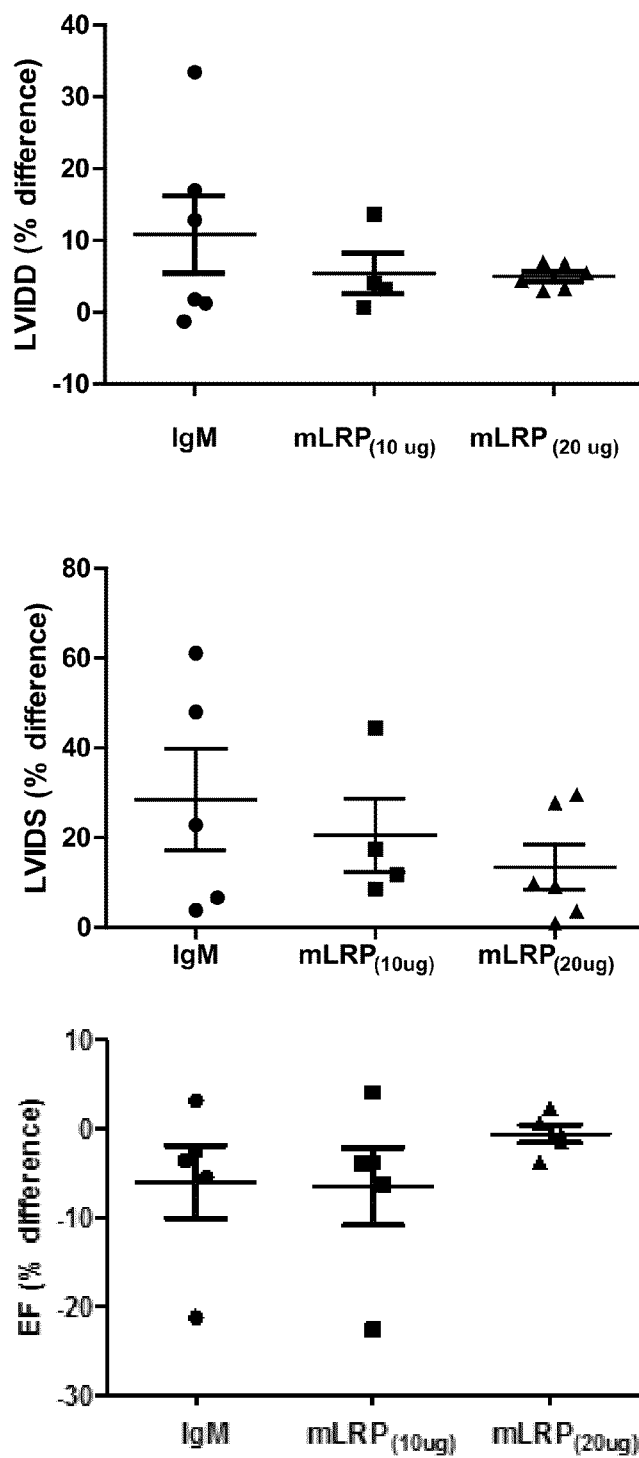 LVIDD (% difference)
40
30
20
10
0
-10
IgM mLRP(10 ug) mLRP(20 ug)
LVIDS (% difference)
80
60
40
20
0
IgM mLRP(10ug) mLRP(20ug)
EF (% difference)
10
0
-10
-20
-30
IgM mLRP(10ug) mLRP(20ug)